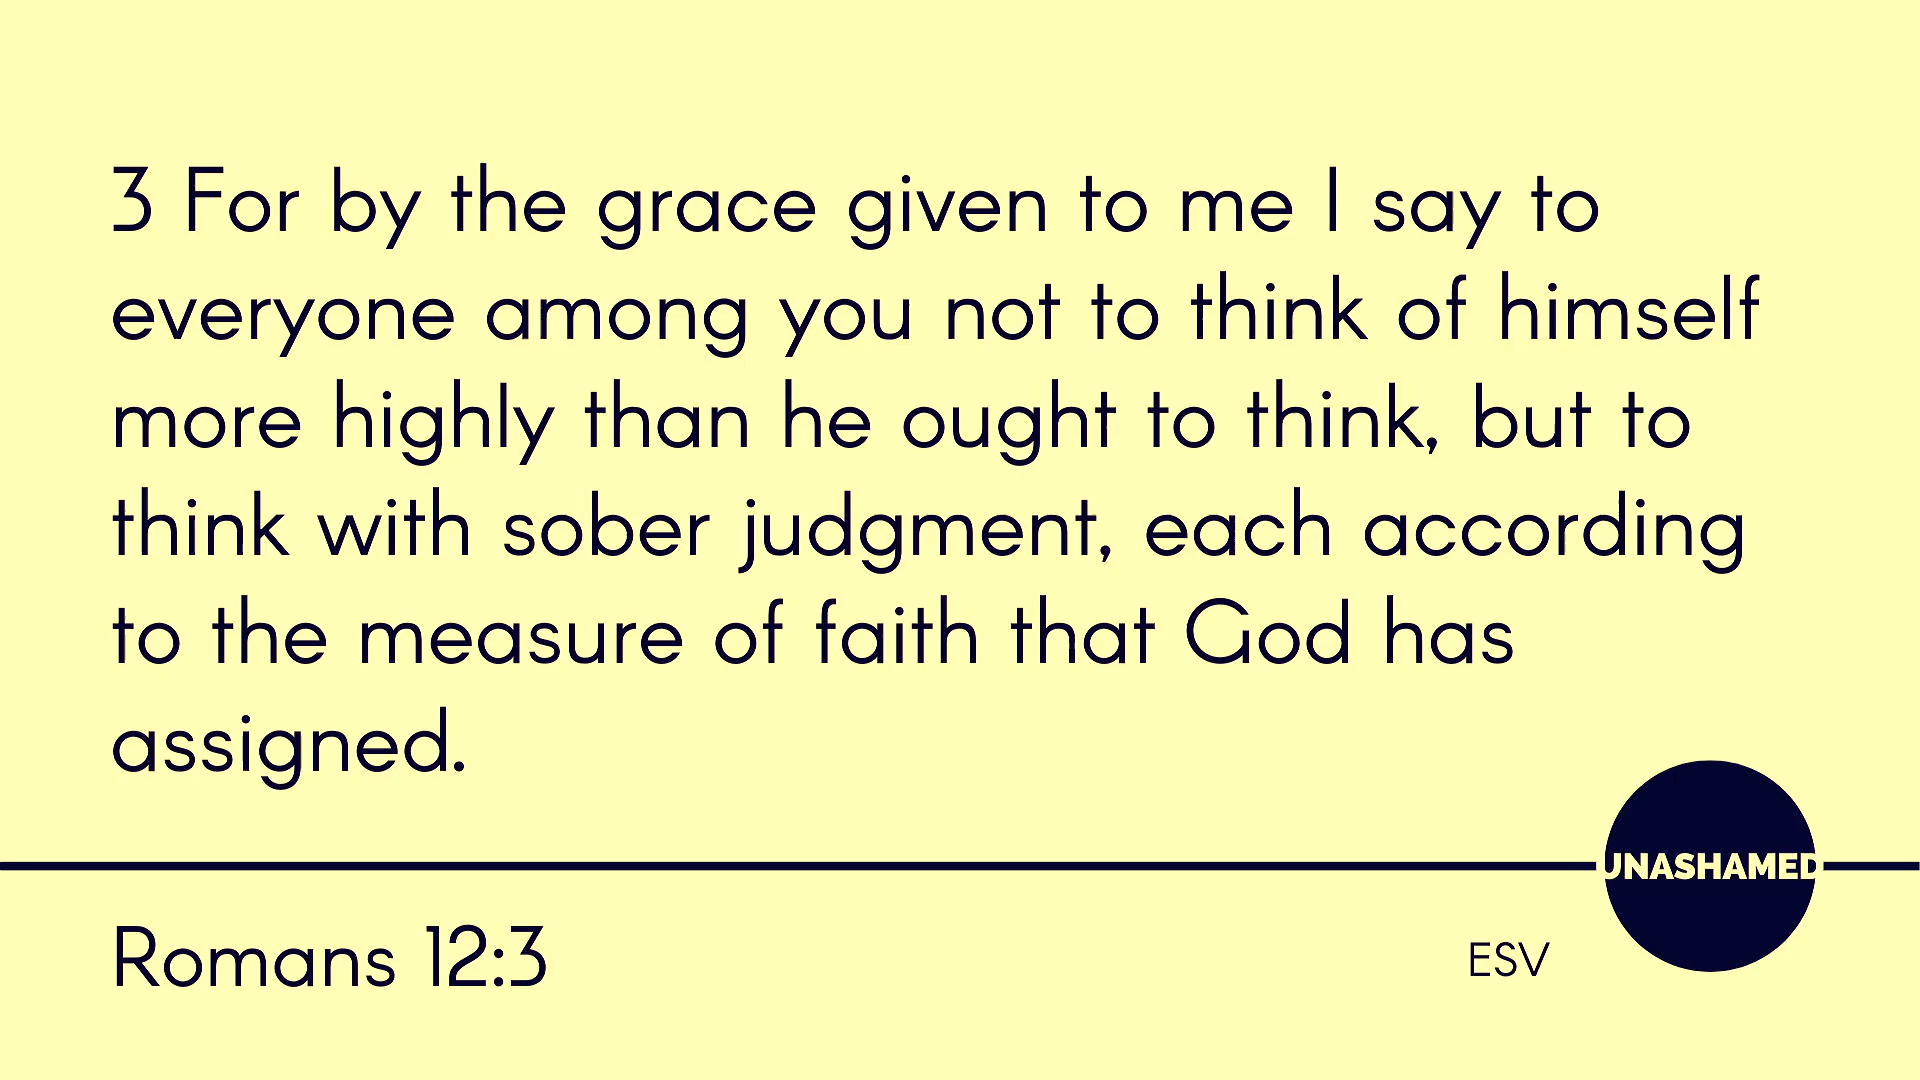 3 For by the grace given to me I say to
everyone among you not to think of himself
more highly than he ought to think, but to
think with sober judgment, each according
to the measure of faith that God has
assigned.
UNASHAMED
Romans 12:3
ESV